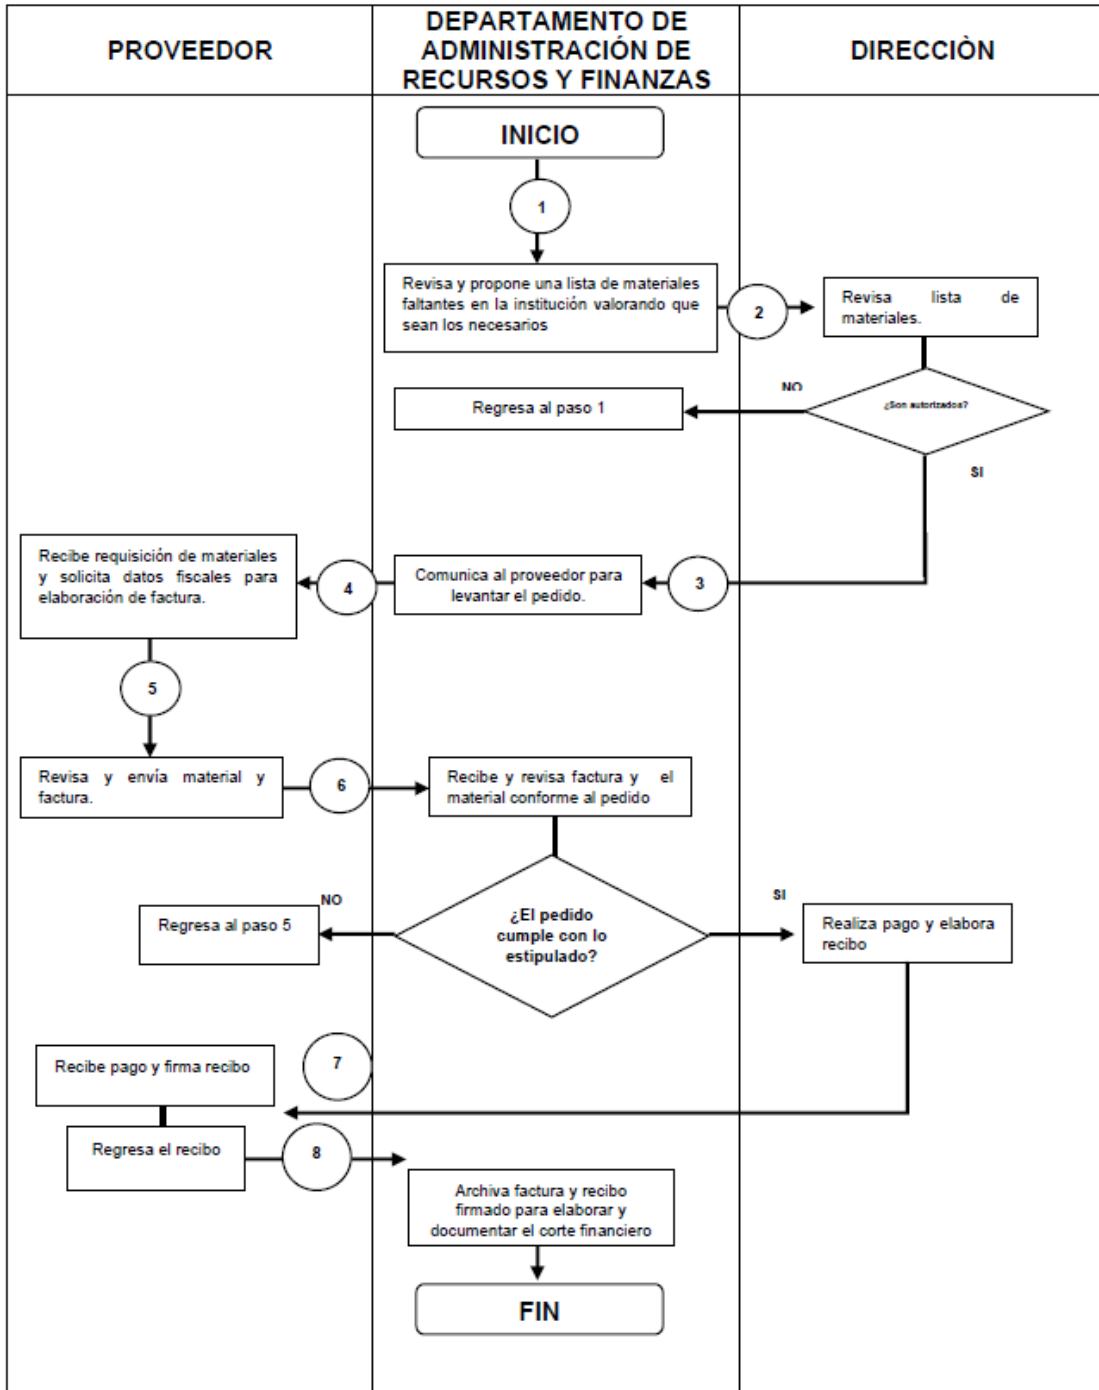 PROVEEDOR
DEPARTAMENTO DE
ADMINISTRACIÓN DE
RECURSOS Y FINANZAS
DIRECCIÒN
INICIO
1
Revisa y propone una lista de materiales
faltantes en la institución valorando que
sean los necesarios
2
Revisa lista de
materiales.
NO
¿Son autorizados?
Regresa al paso 1
SI
Recibe requisición de materiales
y solicita datos fiscales para
elaboración de factura.
4
Comunica al proveedor para
levantar el pedido.
3
5
Revisa y envía material y
factura.
6
Recibe y revisa factura y el
material conforme al pedido
NO
SI
Regresa al paso 5
¿El pedido
cumple con lo
estipulado?
Realiza pago y elabora
recibo
Recibe pago y firma recibo
7
Regresa el recibo
8
Archiva factura y recibo
firmado para elaborar y
documentar el corte financiero
FIN